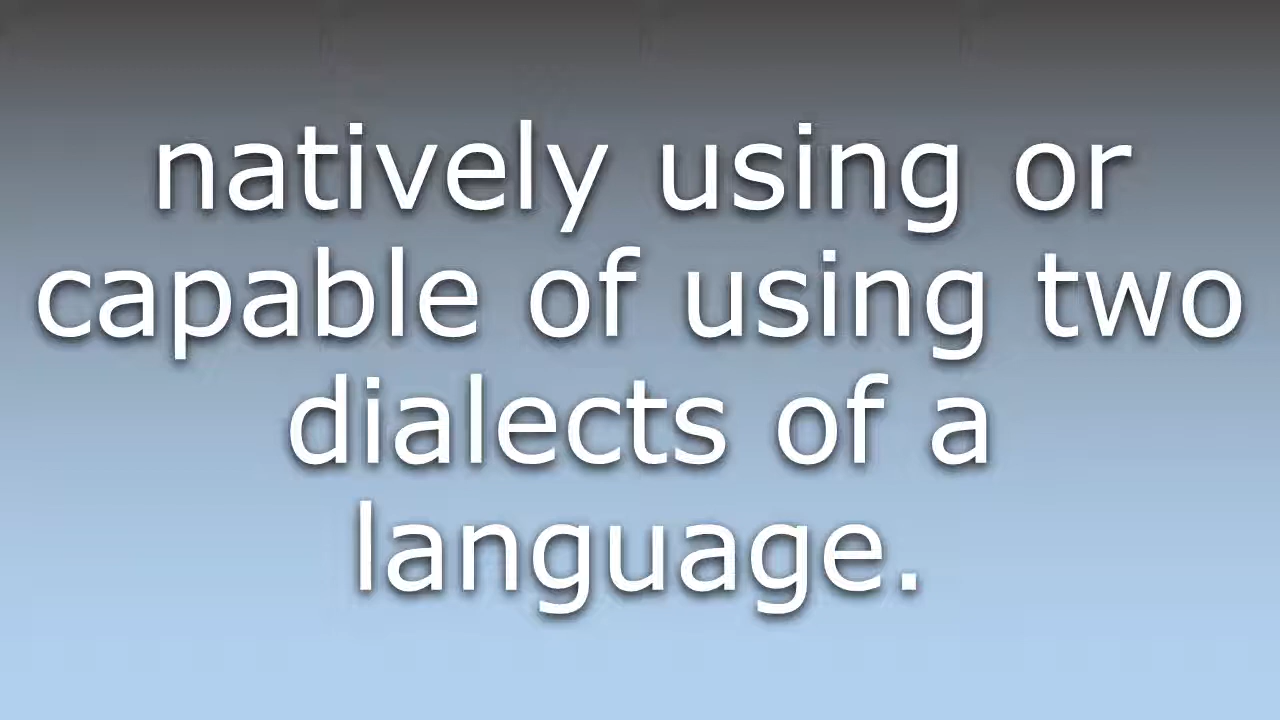 natively using or
capable of using two
dialects of a
language.